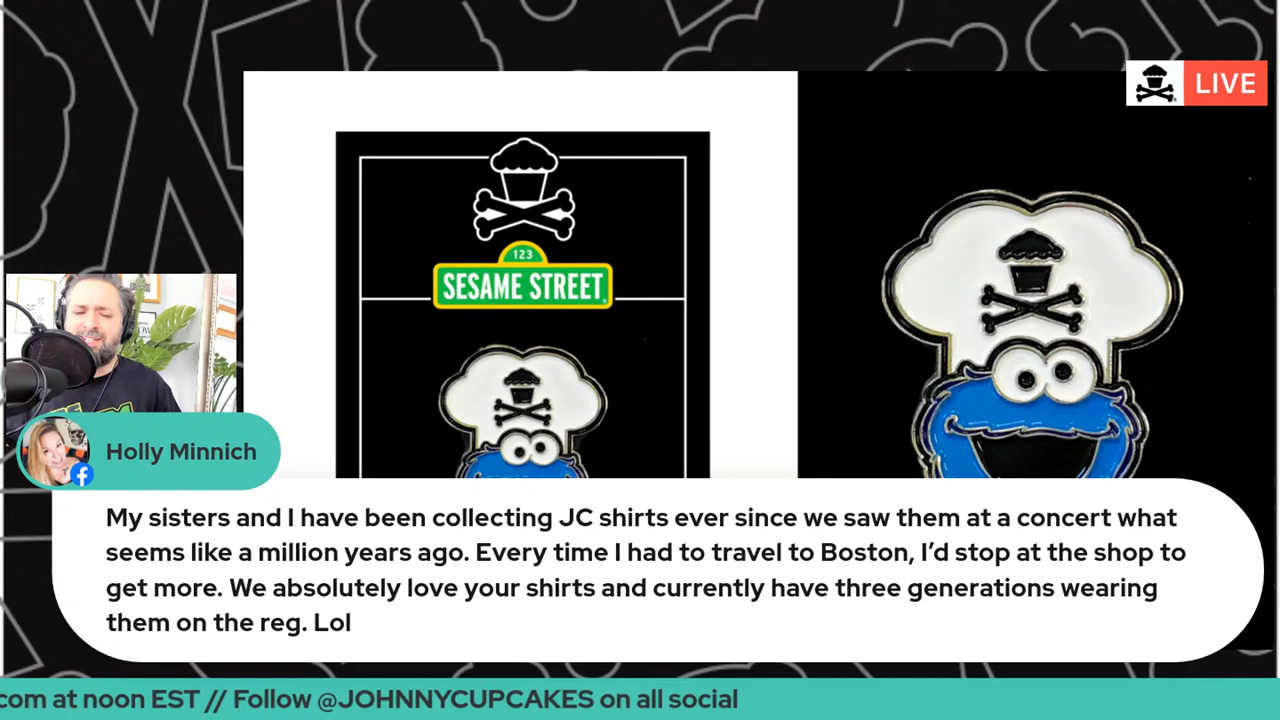 LIVE
123
SESAME STREET
Holly Minnich
My sisters and I have been collecting JC shirts ever since we saw them at a concert what
seems like a million years ago. Every time I had to travel to Boston, I’d stop at the shop to
get more. We absolutely love your shirts and currently have three generations wearing
them on the reg. Lol
com at noon EST // Follow @JOHNNYCUPCAKES on all social